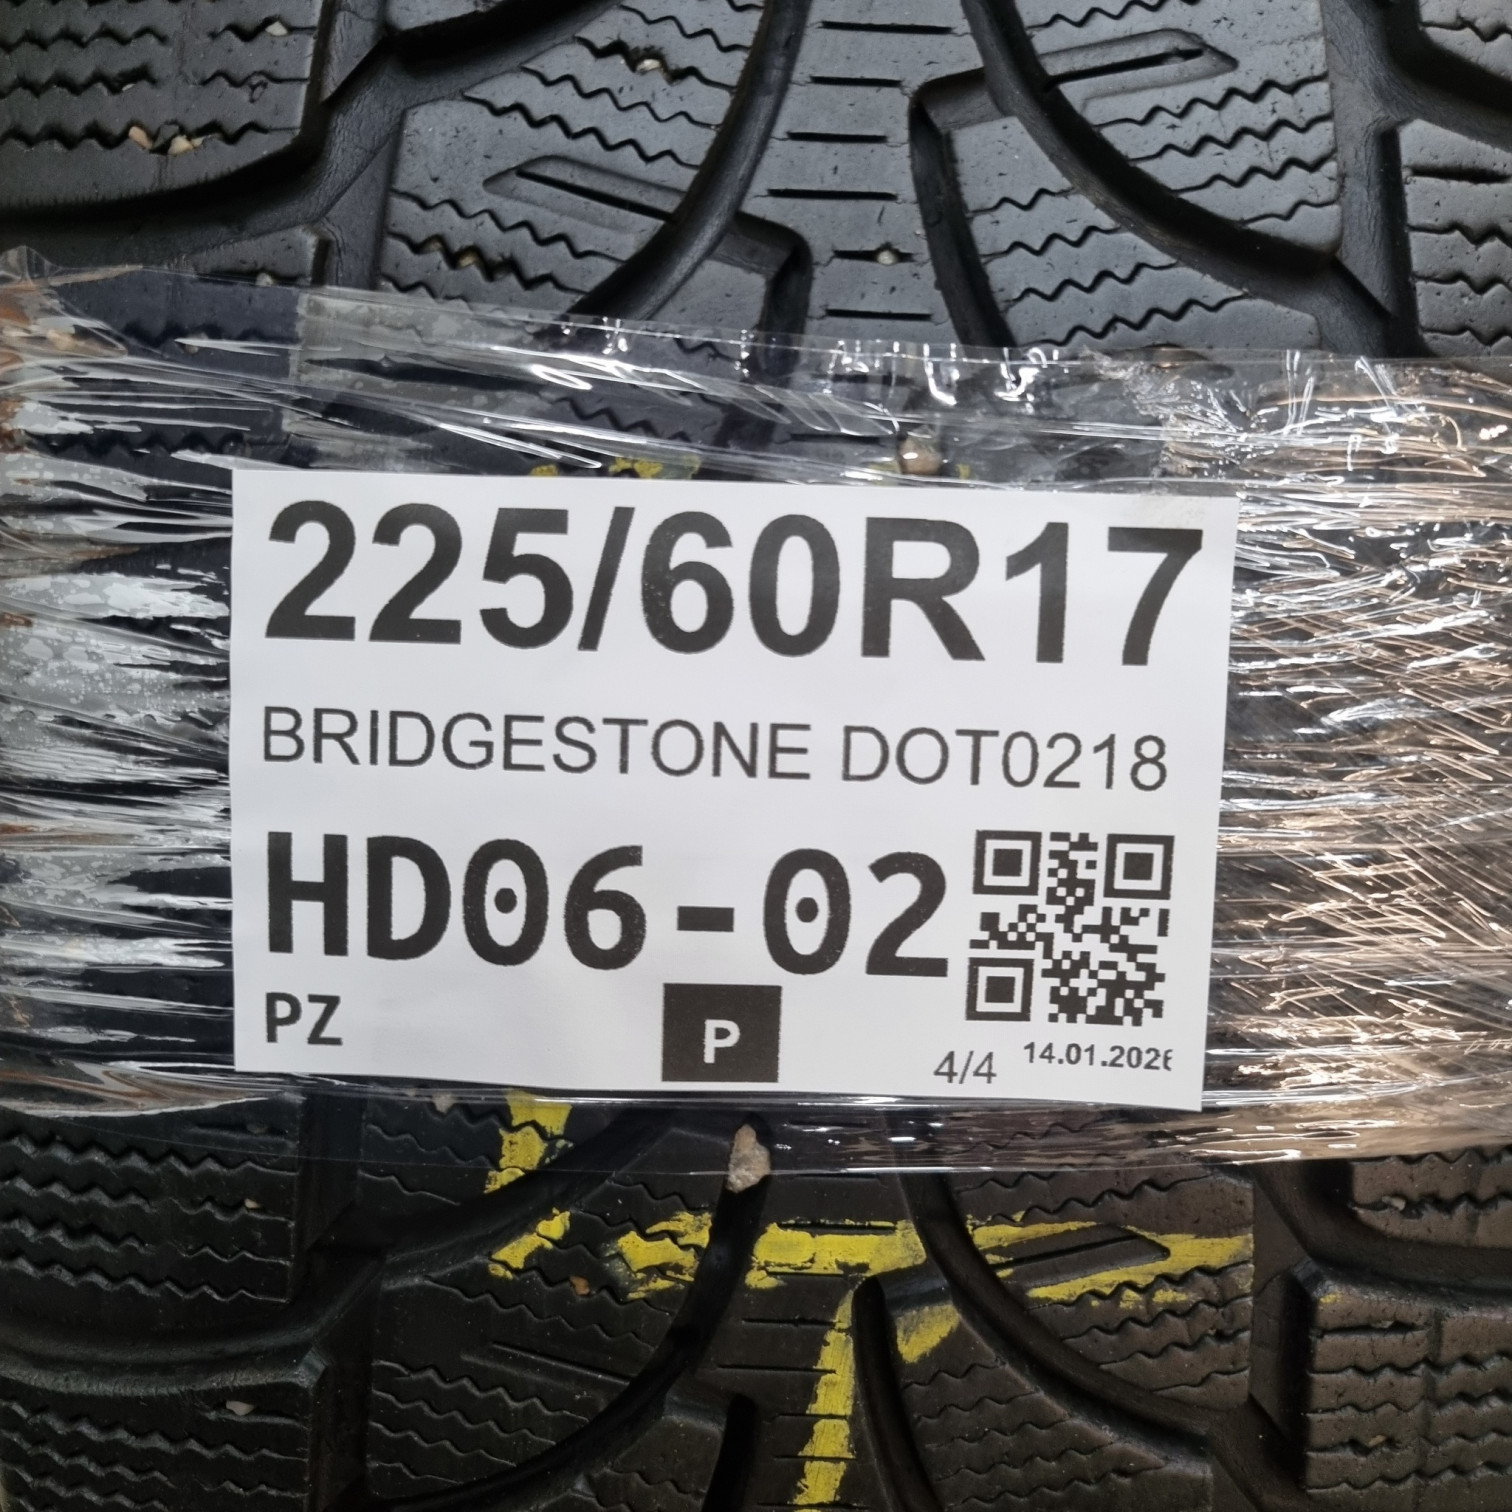 225/60R17
BRIDGESTONE DOT0218
HD06-02
PZ
P
4/4 14.01.2026